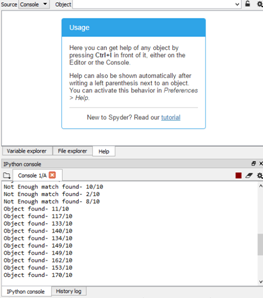 Source Console Object
Usage
Here you can get help of any object by
pressing Ctrl+I in front of it, either on the
Editor or the Console.
Help can also be shown automatically after
writing a left parenthesis next to an object.
You can activate this behavior in Preferences
> Help.
New to Spyder? Read our tutorial
Variable explorer File explorer Help
IPython console
Console 1/A
Not Enough match found- 10/10
Not Enough match found- 2/10
Not Enough match found- 8/10
Object found- 11/10
Object found- 117/10
Object found- 133/10
Object found- 140/10
Object found- 134/10
Object found- 149/10
Object found- 149/10
Object found- 162/10
Object found- 153/10
Object found- 170/10
IPython console History log